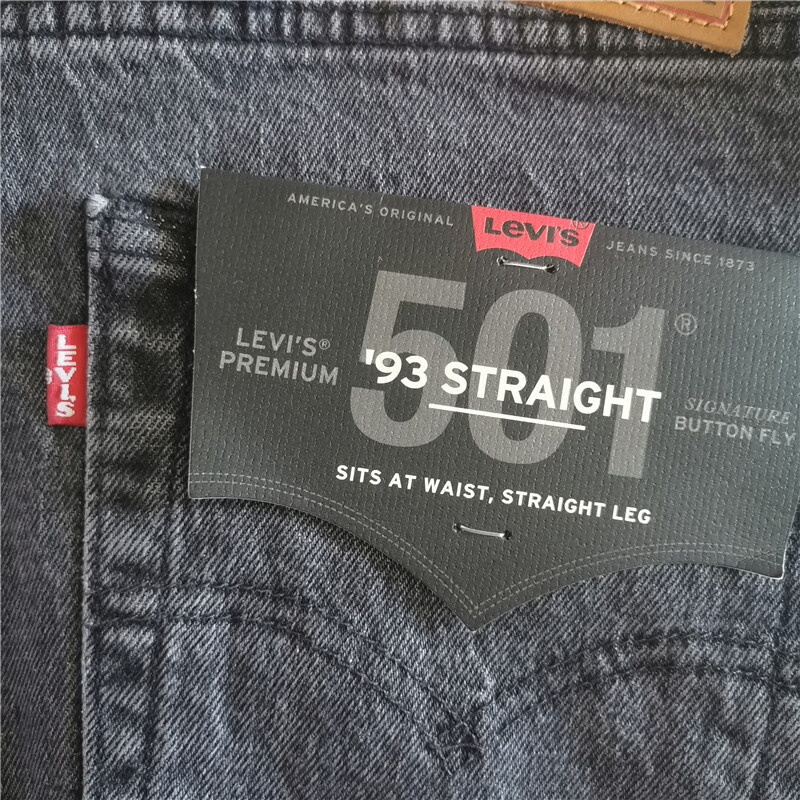 AMERICA'S ORIGINAL
LEVI'S®
JEANS SINCE 1873
501®
LEVI'S®
PREMIUM
'93 STRAIGHT
SIGNATURE
BUTTON FLY
SITS AT WAIST, STRAIGHT LEG
LEVI'S